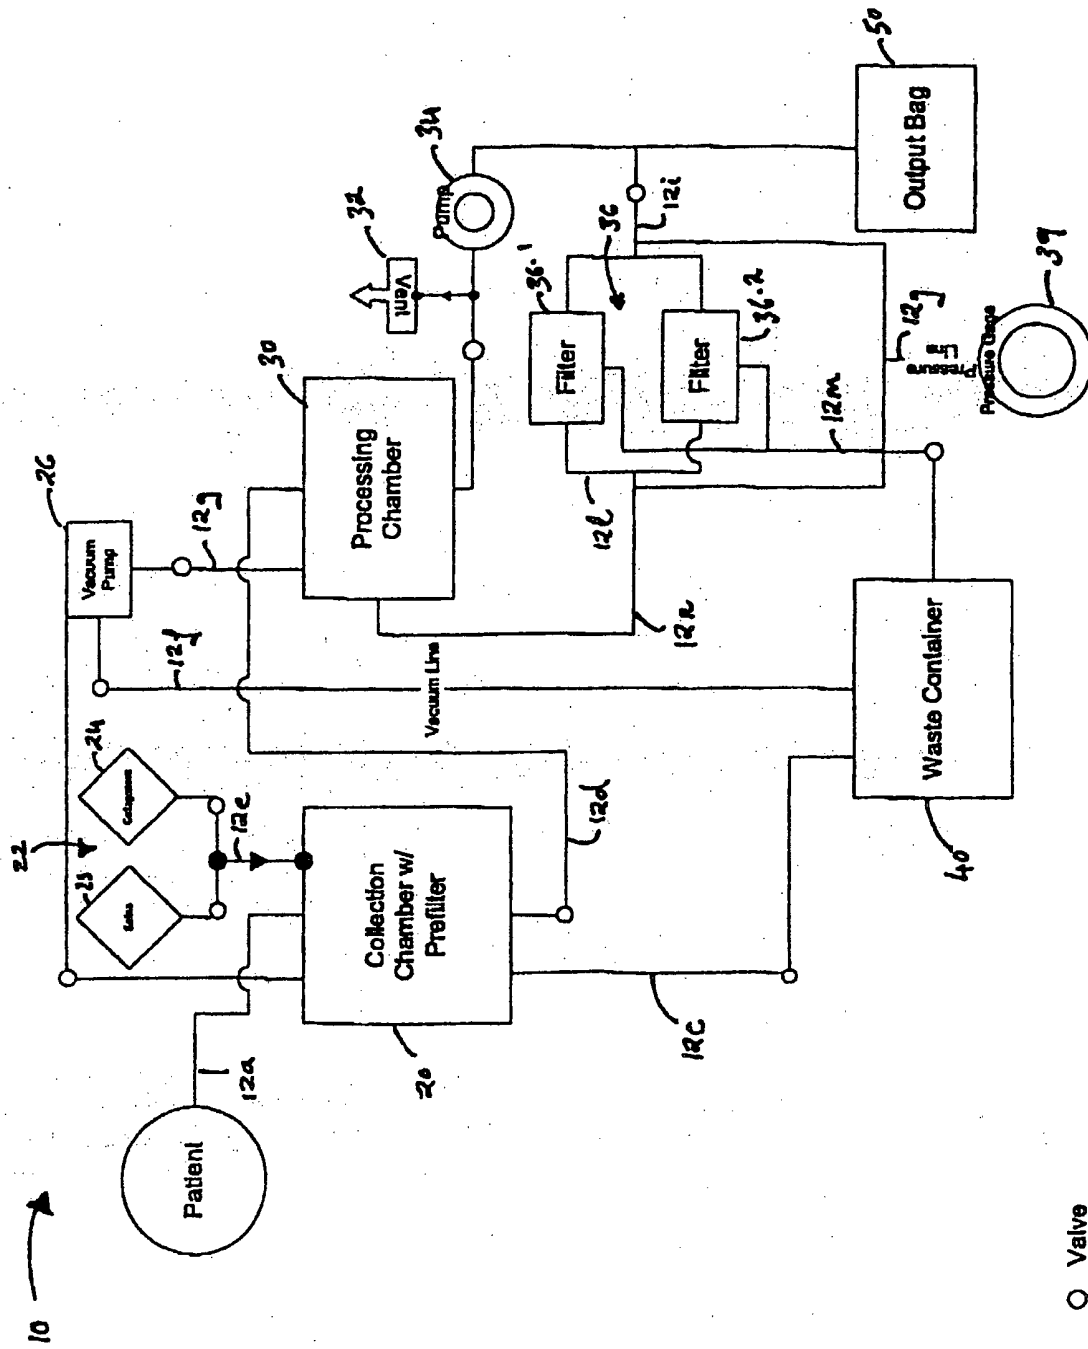 10
Patient
12a
22
23
24
12e
Collection
Chamber w/
Prefilter
20
12c
12d
26
Vacuum
Pump
12f
12g
Vacuum Line
30
Processing
Chamber
32
Vent
34
Pump
12k
12l
36
36.1
Filter
36.2
Filter
12i
12m
12j
Pressure
Line
Pressure Gage
39
Waste Container
40
Output Bag
50
Valve